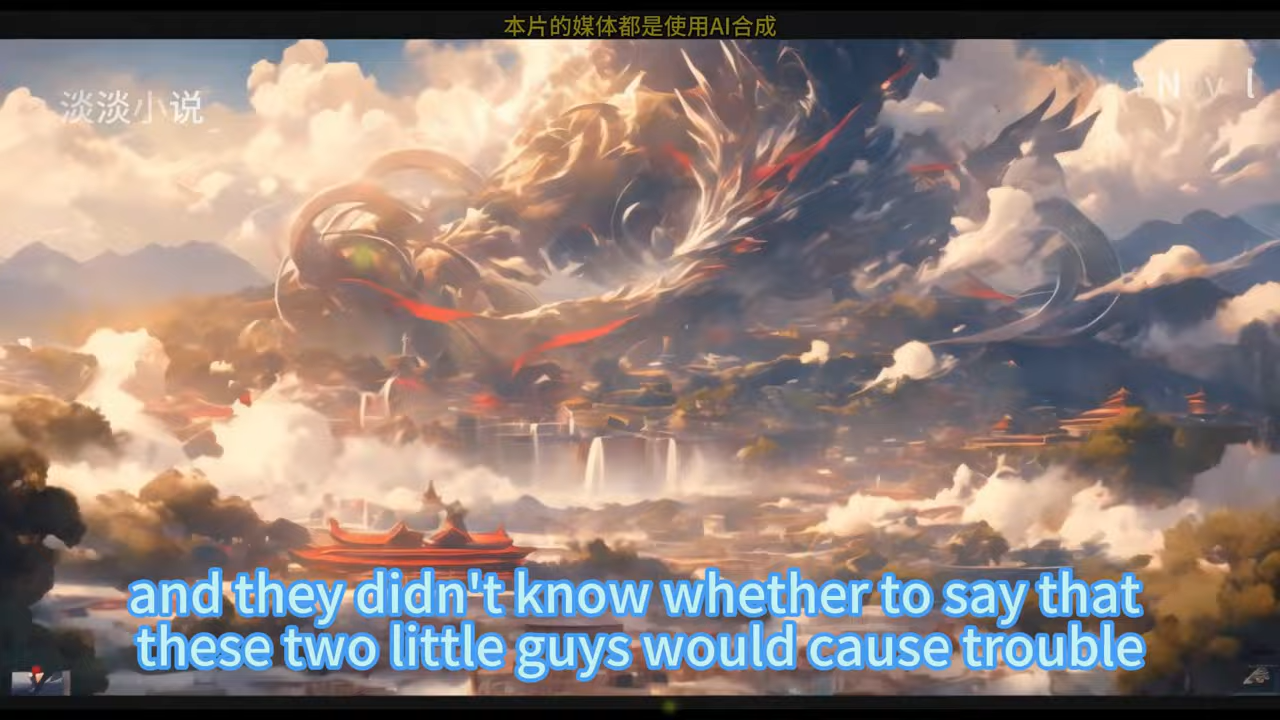 本片的媒体都是使用AI合成
淡淡小说
and they didn't know whether to say that
these two little guys would cause trouble